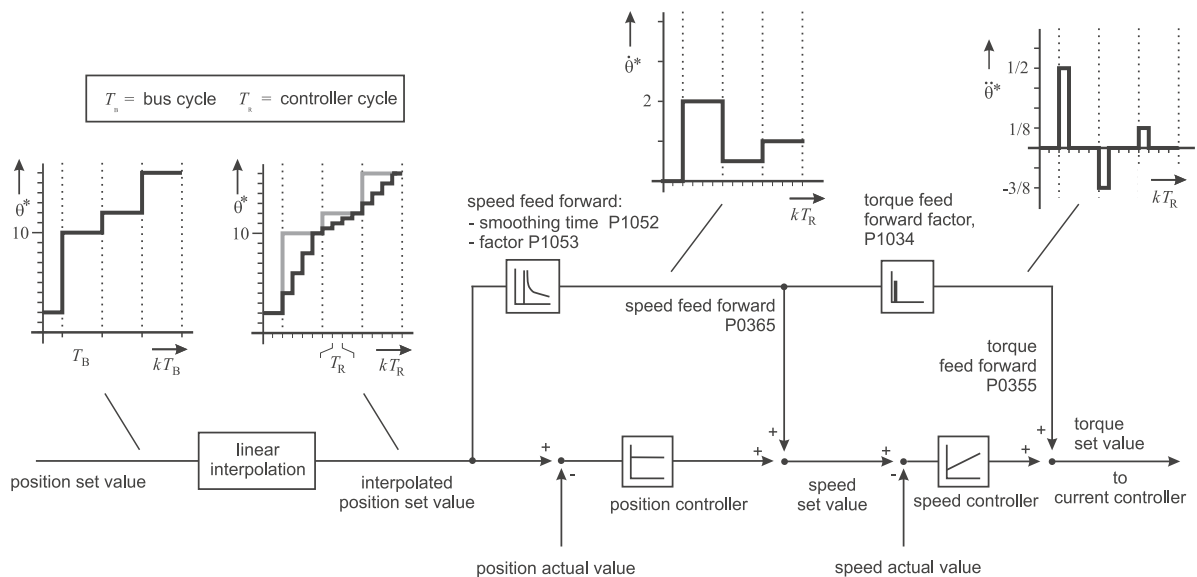 T_B = bus cycle T_R = controller cycle
θ*
10
T_B
kT_B
θ*
10
T_R
kT_R
θ̇*
2
kT_R
θ̈*
1/2
1/8
-3/8
kT_R
speed feed forward:
- smoothing time P1052
- factor P1053
torque feed
forward factor,
P1034
speed feed forward
P0365
torque
feed forward
P0355
position set value
linear
interpolation
interpolated
position set value
+
-
position controller
+
+
speed
set value
+
-
speed controller
+
+
torque
set value
to
current controller
position actual value
speed actual value